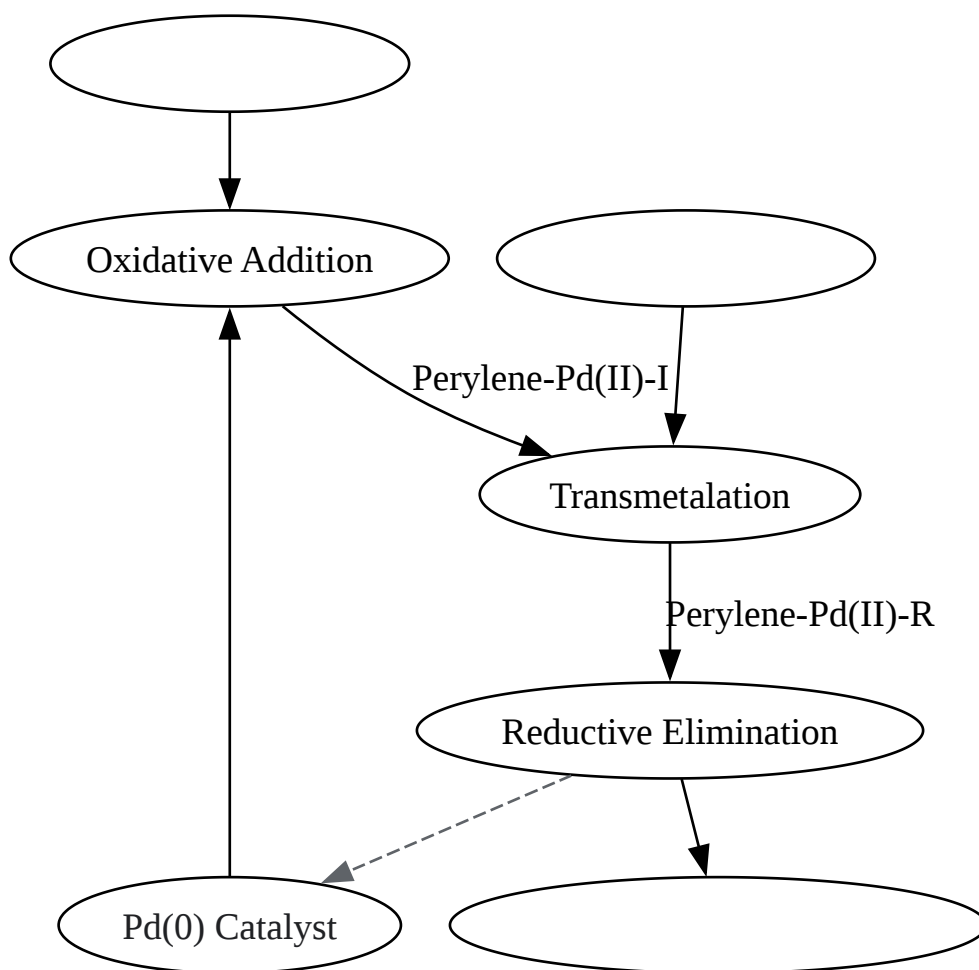 Oxidative Addition
Perylene-Pd(II)-I
Transmetalation
Perylene-Pd(II)-R
Reductive Elimination
Pd(0) Catalyst